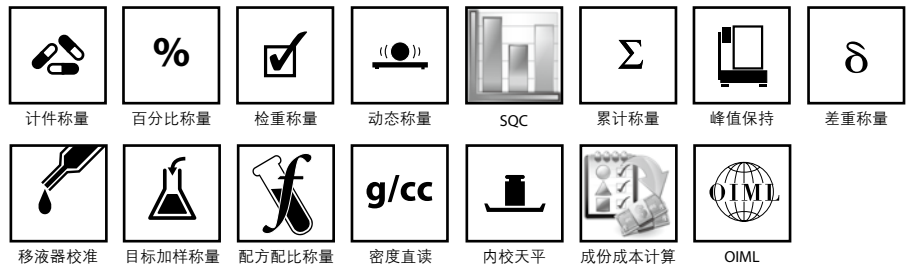 % Σ δ
计件称量 百分比称量 检重称量 动态称量 SQC 累计称量 峰值保持 差重称量
f g/cc OIML
移液器校准 目标加样称量 配方配比称量 密度直读 内校天平 成份成本计算 OIML